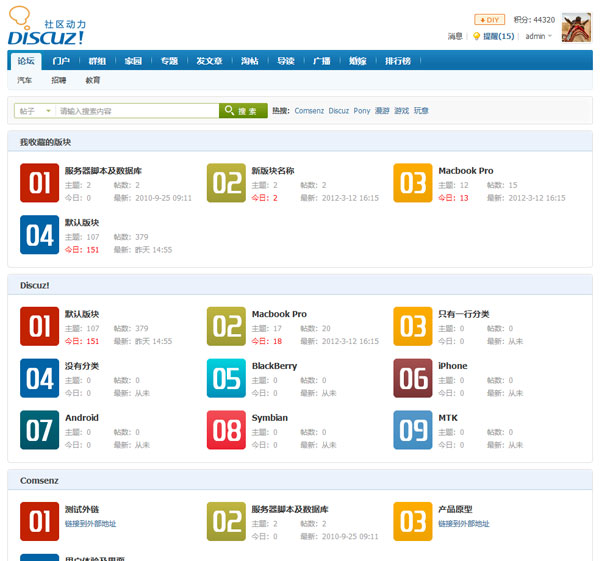 社区动力
DISCUZ!
DIY 积分: 44320
消息 提醒(15) admin
论坛 门户 群组 家园 专题 发文章 淘帖 导读 广播 婚嫁 排行榜
汽车 招聘 教育
帖子 请输入搜索内容 搜索 热搜: Comsenz Discuz Pony 漫游 游戏 玩意
我收藏的版块
01 服务器脚本及数据库 02 新版块名称 03 Macbook Pro
主题: 2 帖数: 2 主题: 2 帖数: 2 主题: 12 帖数: 15
今日: 0 最新: 2010-9-25 09:11 今日: 2 最新: 2012-3-12 16:15 今日: 13 最新: 2012-3-12 16:15
04 默认版块
主题: 107 帖数: 379
今日: 151 最新: 昨天 14:55
Discuz!
01 默认版块 02 Macbook Pro 03 只有一行分类
主题: 107 帖数: 379 主题: 17 帖数: 20 主题: 0 帖数: 0
今日: 151 最新: 昨天 14:55 今日: 18 最新: 2012-3-12 16:15 今日: 0 最新: 从未
04 没有分类 05 BlackBerry 06 iPhone
主题: 0 帖数: 0 主题: 0 帖数: 0 主题: 0 帖数: 0
今日: 0 最新: 从未 今日: 0 最新: 从未 今日: 0 最新: 从未
07 Android 08 Symbian 09 MTK
主题: 0 帖数: 0 主题: 0 帖数: 0 主题: 0 帖数: 0
今日: 0 最新: 从未 今日: 0 最新: 从未 今日: 0 最新: 从未
Comsenz
01 测试外链 02 服务器脚本及数据库 03 产品原型
链接到外部地址 主题: 2 帖数: 2 链接到外部地址
今日: 0 最新: 2010-9-25 09:11
用户体验及界面